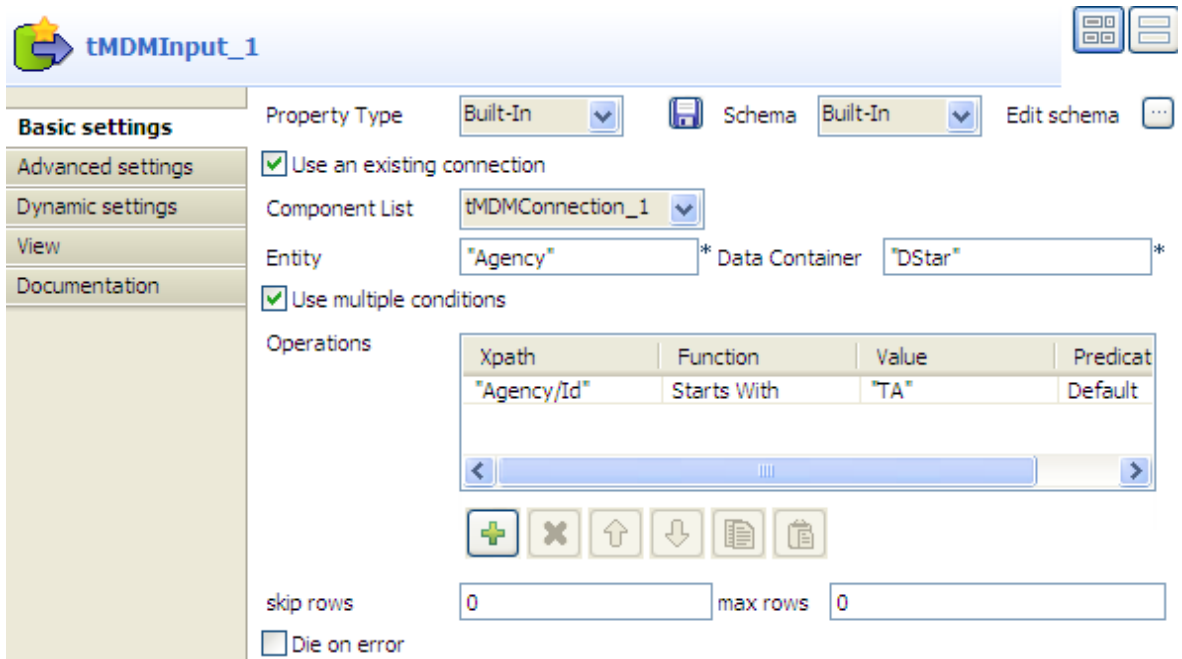 tMDMInput_1
Basic settings
Advanced settings
Dynamic settings
View
Documentation
Property Type Built-In Schema Built-In Edit schema ...
Use an existing connection
Component List tMDMConnection_1
Entity "Agency" * Data Container "DStar" *
Use multiple conditions
Operations
Xpath Function Value Predicat
"Agency/Id" Starts With "TA" Default
skip rows 0 max rows 0
Die on error